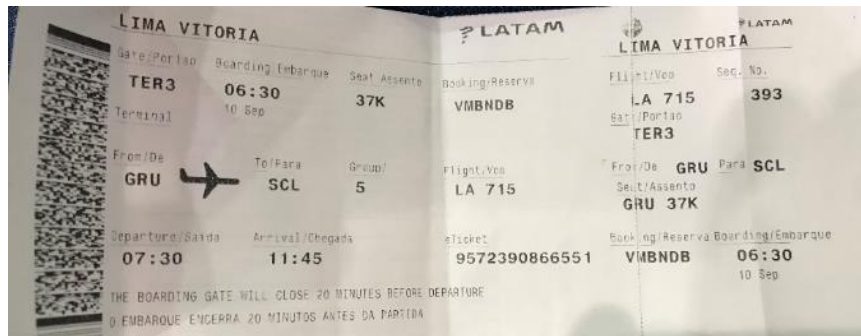 LIMA VITORIA
LATAM
Gate/Portao Boarding/Embarque Seat/Assento Booking/Reserva
TER3 06:30 37K VMBNDB
Terminal 10 Sep
From/De To/Para Group/ Flight/Voo
GRU SCL 5 LA 715
Departure/Saida Arrival/Chegada eTicket
07:30 11:45 9572390866551
THE BOARDING GATE WILL CLOSE 20 MINUTES BEFORE DEPARTURE
O EMBARQUE ENCERRA 20 MINUTOS ANTES DA PARTIDA
LATAM
LIMA VITORIA
Flight/Voo Seq. No.
LA 715 393
Gate/Portao
TER3
From/De GRU Para SCL
Seat/Assento
GRU 37K
Booking/Reserva Boarding/Embarque
VMBNDB 06:30
10 Sep